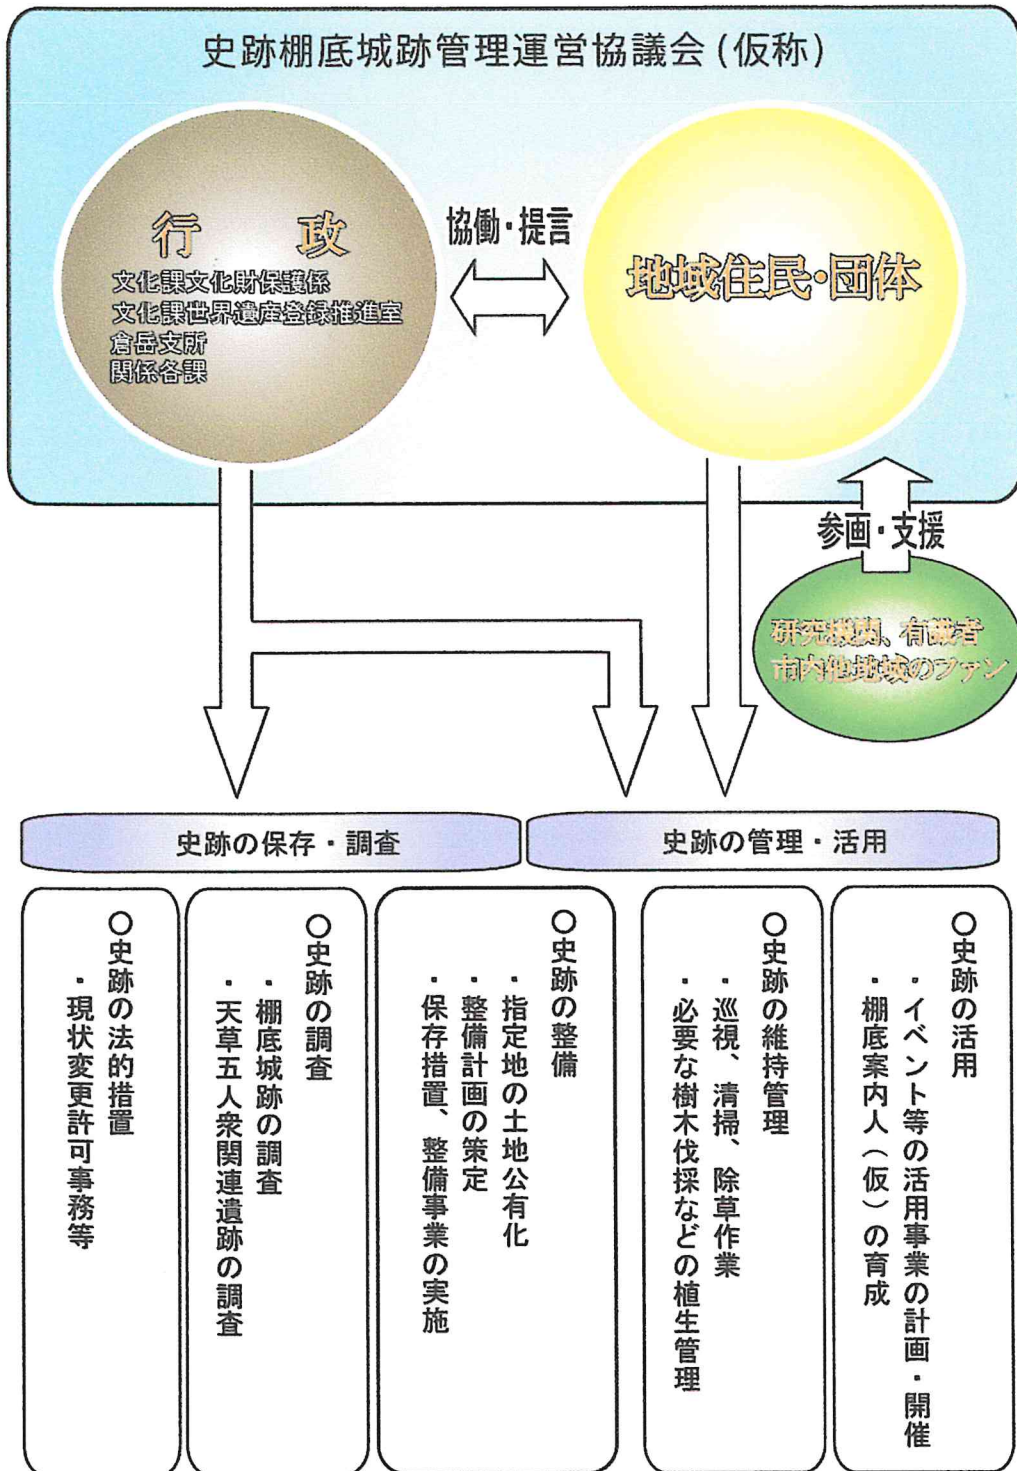 史跡棚底城跡管理運営協議会(仮称)
行　政
文化課文化財保護係
文化課世界遺産登録推進室
倉岳支所
関係各課
協働・提言
地域住民・団体
参画・支援
研究機関、有識者
市内他地域のファン
史跡の保存・調査
史跡の管理・活用
○史跡の法的措置
・現状変更許可事務等
○史跡の調査
・棚底城跡の調査
・天草五人衆関連遺跡の調査
○史跡の整備
・指定地の土地公有化
・整備計画の策定
・保存措置、整備事業の実施
○史跡の維持管理
・巡視、清掃、除草作業
・必要な樹木伐採などの植生管理
○史跡の活用
・イベント等の活用事業の計画・開催
・棚底案内人(仮)の育成